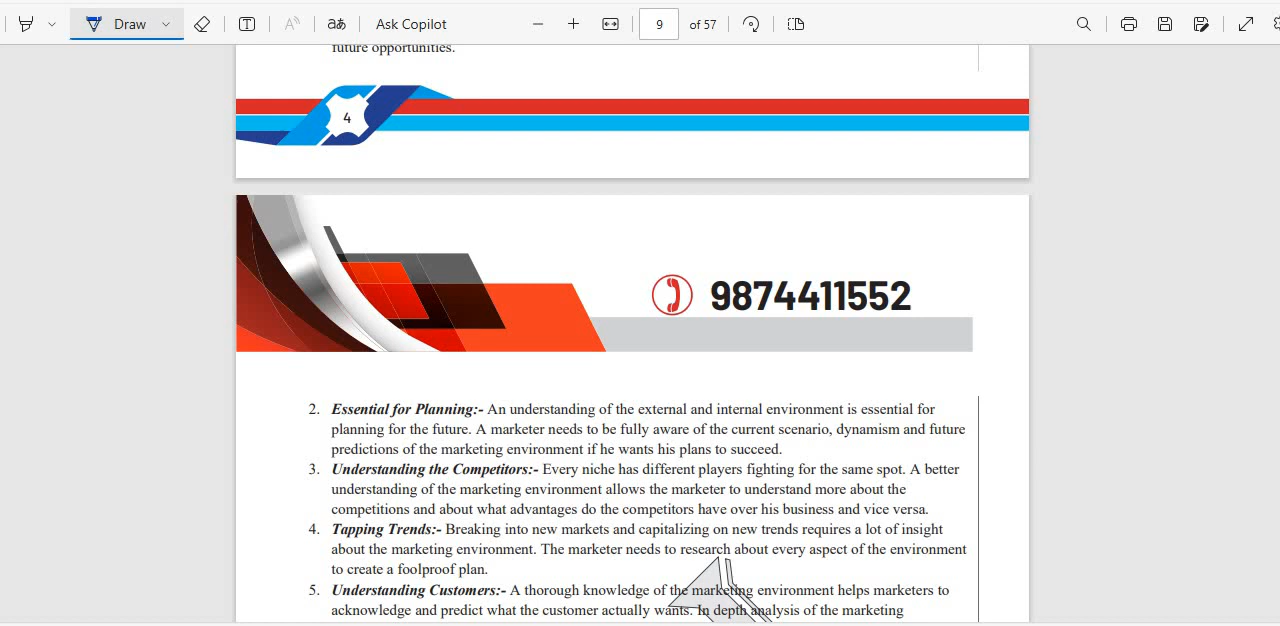 Draw
aあ
Ask Copilot
9 of 57
future opportunities.
4
9874411552
2. Essential for Planning:- An understanding of the external and internal environment is essential for
planning for the future. A marketer needs to be fully aware of the current scenario, dynamism and future
predictions of the marketing environment if he wants his plans to succeed.
3. Understanding the Competitors:- Every niche has different players fighting for the same spot. A better
understanding of the marketing environment allows the marketer to understand more about the
competitions and about what advantages do the competitors have over his business and vice versa.
4. Tapping Trends:- Breaking into new markets and capitalizing on new trends requires a lot of insight
about the marketing environment. The marketer needs to research about every aspect of the environment
to create a foolproof plan.
5. Understanding Customers:- A thorough knowledge of the marketing environment helps marketers to
acknowledge and predict what the customer actually wants. In depth analysis of the marketing